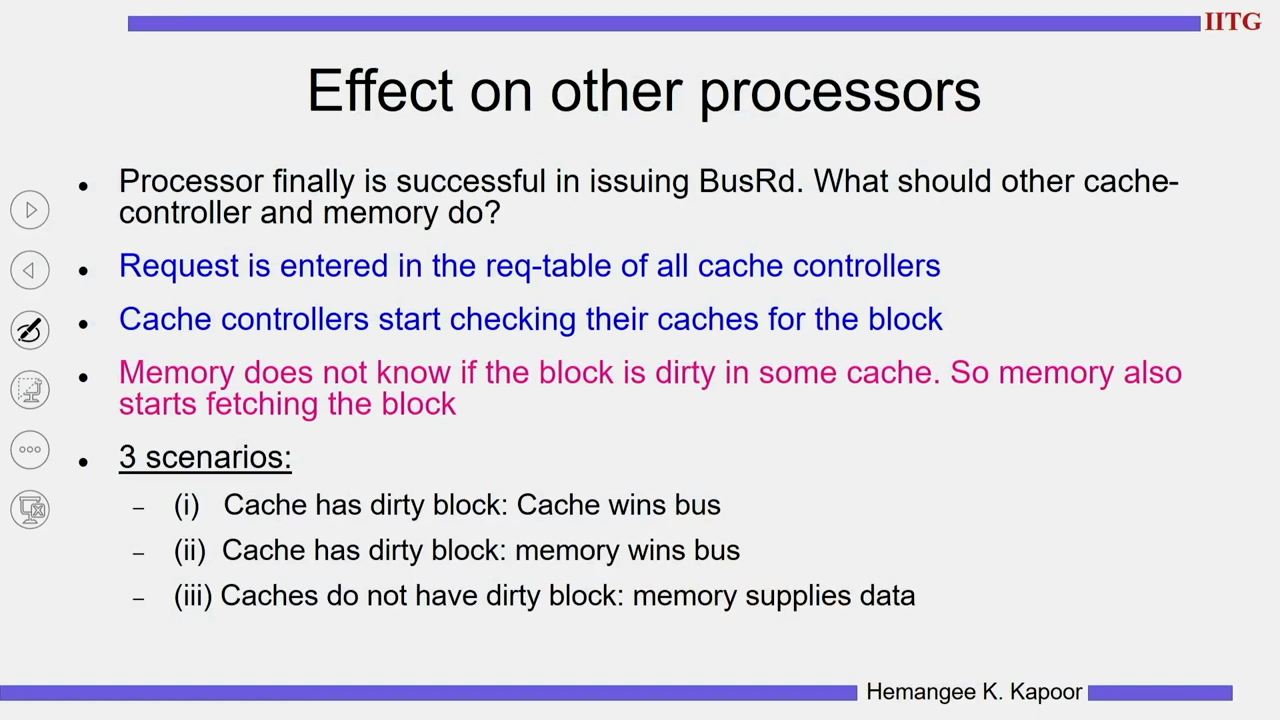 IITG
Effect on other processors
• Processor finally is successful in issuing BusRd. What should other cache-
controller and memory do?
• Request is entered in the req-table of all cache controllers
• Cache controllers start checking their caches for the block
• Memory does not know if the block is dirty in some cache. So memory also
starts fetching the block
• 3 scenarios:
– (i) Cache has dirty block: Cache wins bus
– (ii) Cache has dirty block: memory wins bus
– (iii) Caches do not have dirty block: memory supplies data
Hemangee K. Kapoor